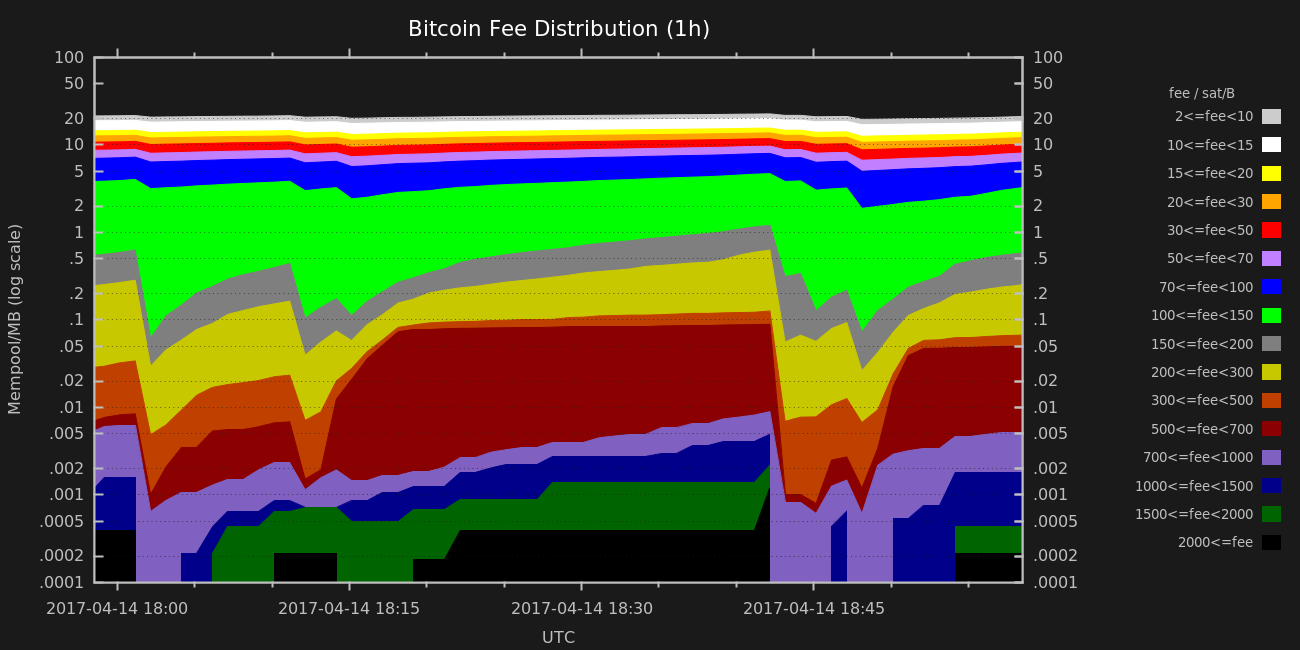 Bitcoin Fee Distribution (1h)
100 100
50 50
20 20
10 10
5 5
2 2
1 1
.5 .5
.2 .2
.1 .1
.05 .05
.02 .02
.01 .01
.005 .005
.002 .002
.001 .001
.0005 .0005
.0002 .0002
.0001 .0001
Mempool/MB (log scale)
2017-04-14 18:00 2017-04-14 18:15 2017-04-14 18:30 2017-04-14 18:45
UTC
fee / sat/B
2<=fee<10
10<=fee<15
15<=fee<20
20<=fee<30
30<=fee<50
50<=fee<70
70<=fee<100
100<=fee<150
150<=fee<200
200<=fee<300
300<=fee<500
500<=fee<700
700<=fee<1000
1000<=fee<1500
1500<=fee<2000
2000<=fee